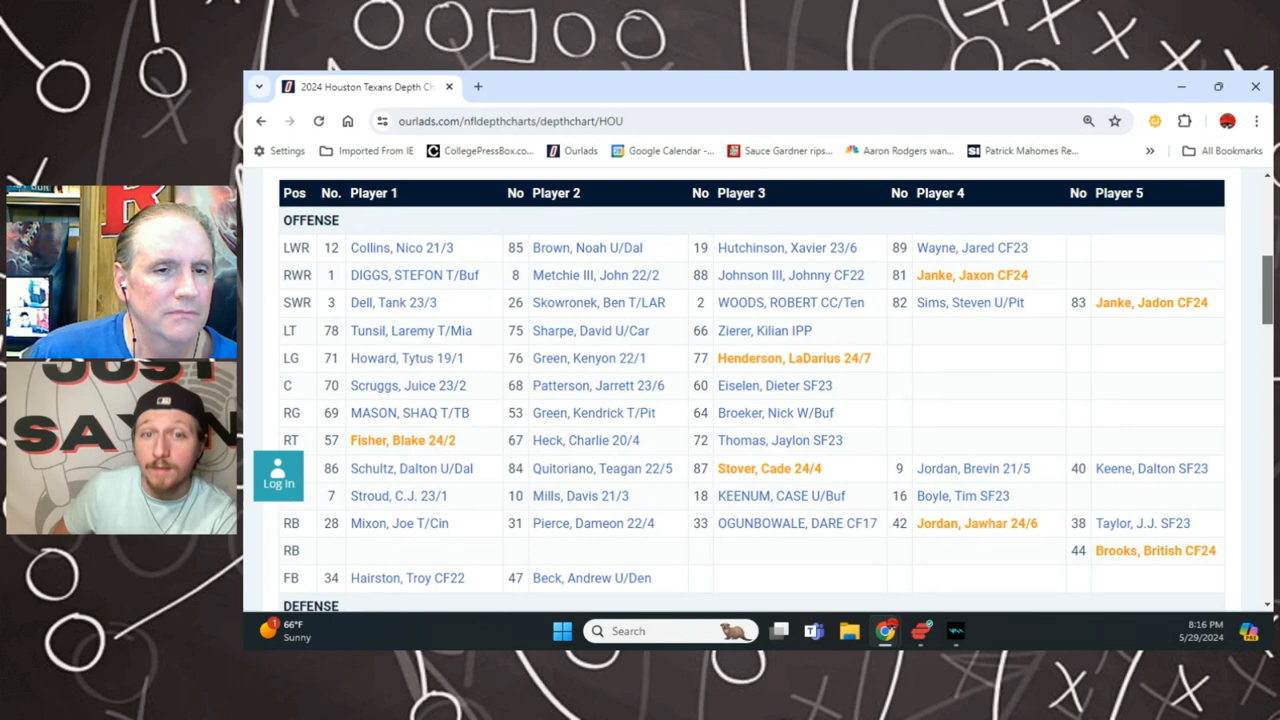 2024 Houston Texans Depth Ch
ourlads.com/nfldepthcharts/depthchart/HOU
Settings Imported From IE CollegePressBox.co... Ourlads Google Calendar -... Sauce Gardner rips... Aaron Rodgers wan... Patrick Mahomes Re... » All Bookmarks
Pos No. Player 1 No Player 2 No Player 3 No Player 4 No Player 5
OFFENSE
LWR 12 Collins, Nico 21/3 85 Brown, Noah U/Dal 19 Hutchinson, Xavier 23/6 89 Wayne, Jared CF23
RWR 1 DIGGS, STEFON T/Buf 8 Metchie III, John 22/2 88 Johnson III, Johnny CF22 81 Janke, Jaxon CF24
SWR 3 Dell, Tank 23/3 26 Skowronek, Ben T/LAR 2 WOODS, ROBERT CC/Ten 82 Sims, Steven U/Pit 83 Janke, Jadon CF24
LT 78 Tunsil, Laremy T/Mia 75 Sharpe, David U/Car 66 Zierer, Kilian IPP
LG 71 Howard, Tytus 19/1 76 Green, Kenyon 22/1 77 Henderson, LaDarius 24/7
C 70 Scruggs, Juice 23/2 68 Patterson, Jarrett 23/6 60 Eiselen, Dieter SF23
RG 69 MASON, SHAQ T/TB 53 Green, Kendrick T/Pit 64 Broeker, Nick W/Buf
RT 57 Fisher, Blake 24/2 67 Heck, Charlie 20/4 72 Thomas, Jaylon SF23
86 Schultz, Dalton U/Dal 84 Quitoriano, Teagan 22/5 87 Stover, Cade 24/4 9 Jordan, Brevin 21/5 40 Keene, Dalton SF23
7 Stroud, C.J. 23/1 10 Mills, Davis 21/3 18 KEENUM, CASE U/Buf 16 Boyle, Tim SF23
RB 28 Mixon, Joe T/Cin 31 Pierce, Dameon 22/4 33 OGUNBOWALE, DARE CF17 42 Jordan, Jawhar 24/6 38 Taylor, J.J. SF23
RB 44 Brooks, British CF24
FB 34 Hairston, Troy CF22 47 Beck, Andrew U/Den
DEFENSE
Log In
R
JUST
SAY N
66°F
Sunny
Search
8:16 PM
5/29/2024